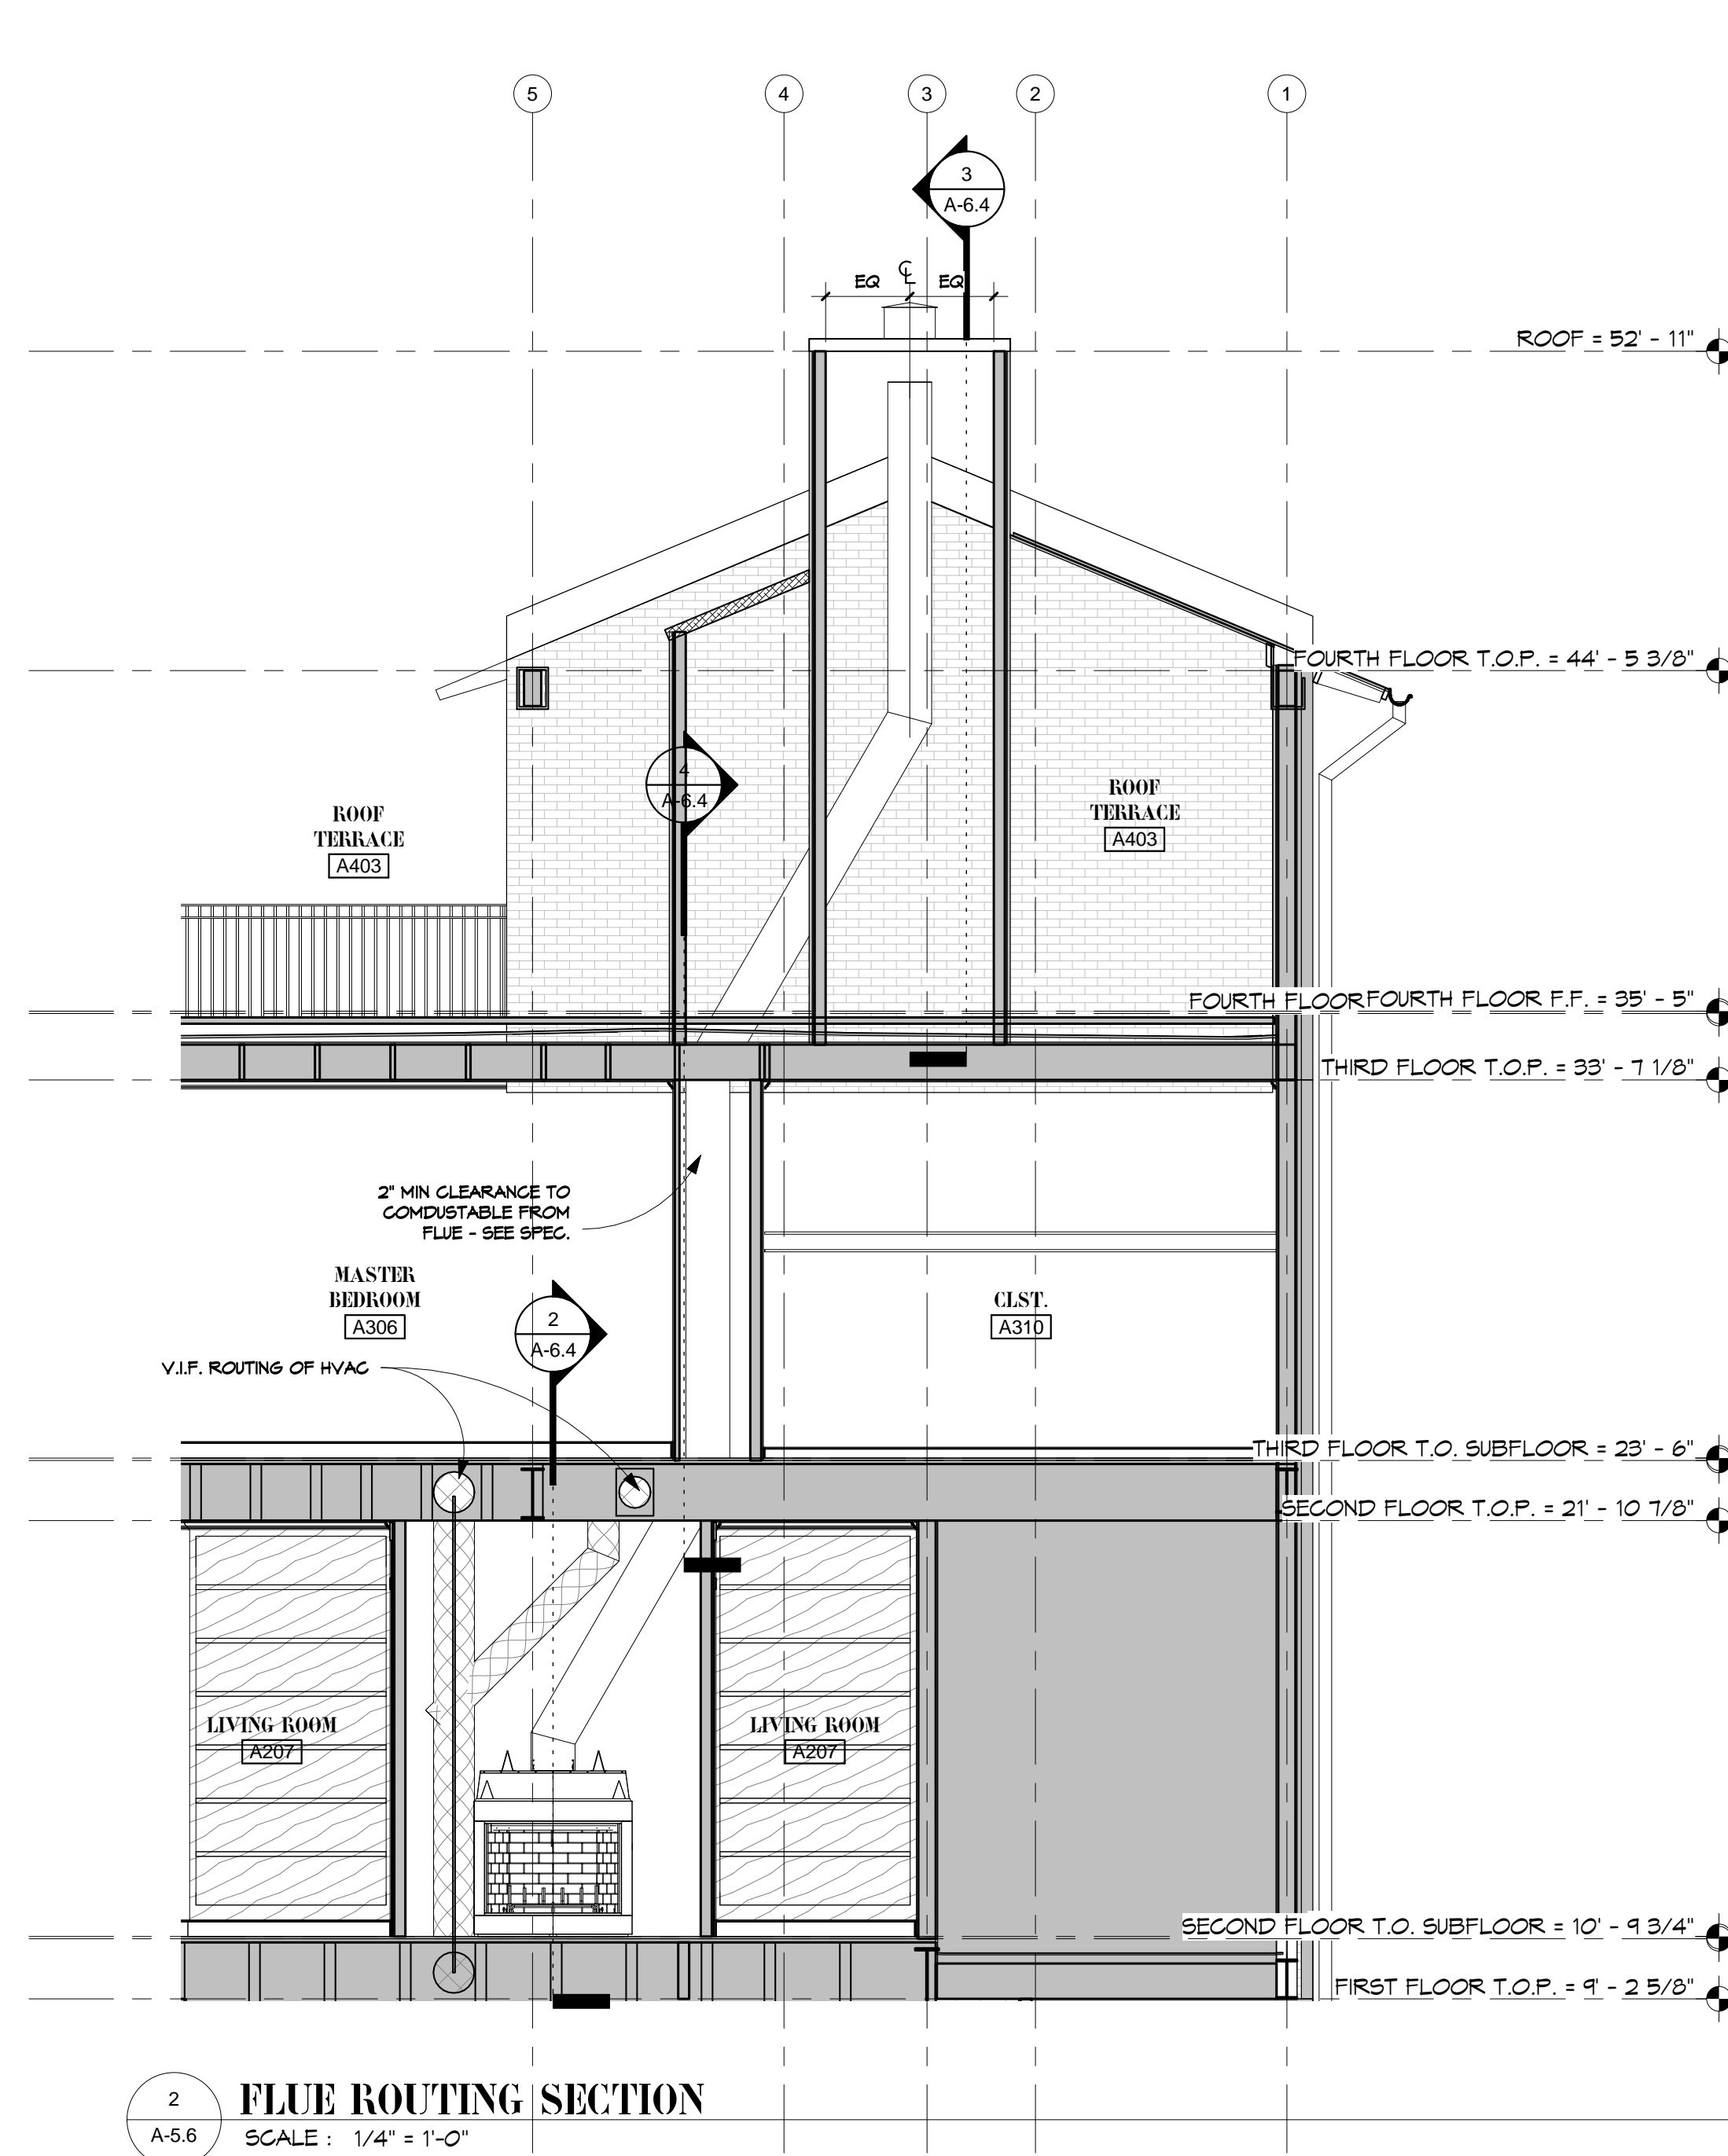 5
4
3
2
1
3
A-6.4
EQ
CL
EQ
ROOF = 52' - 11"
FOURTH FLOOR T.O.P. = 44' - 5 3/8"
4
A-6.4
ROOF
TERRACE
A403
ROOF
TERRACE
A403
FOURTH FLOOR
FOURTH FLOOR F.F. = 35' - 5"
THIRD FLOOR T.O.P. = 33' - 7 1/8"
2" MIN CLEARANCE TO
COMDUSTABLE FROM
FLUE - SEE SPEC.
MASTER
BEDROOM
A306
2
A-6.4
CLST.
A310
V.I.F. ROUTING OF HVAC
THIRD FLOOR T.O. SUBFLOOR = 23' - 6"
SECOND FLOOR T.O.P. = 21' - 10 7/8"
LIVING ROOM
A207
LIVING ROOM
A207
SECOND FLOOR T.O. SUBFLOOR = 10' - 9 3/4"
FIRST FLOOR T.O.P. = 9' - 2 5/8"
2
A-5.6
FLUE ROUTING SECTION
SCALE : 1/4" = 1'-0"